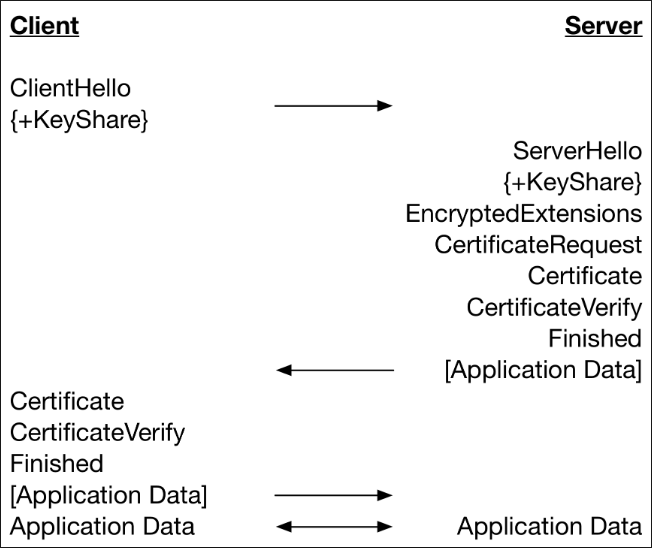 Client Server
ClientHello
{+KeyShare}
ServerHello
{+KeyShare}
EncryptedExtensions
CertificateRequest
Certificate
CertificateVerify
Finished
[Application Data]
Certificate
CertificateVerify
Finished
[Application Data]
Application Data Application Data